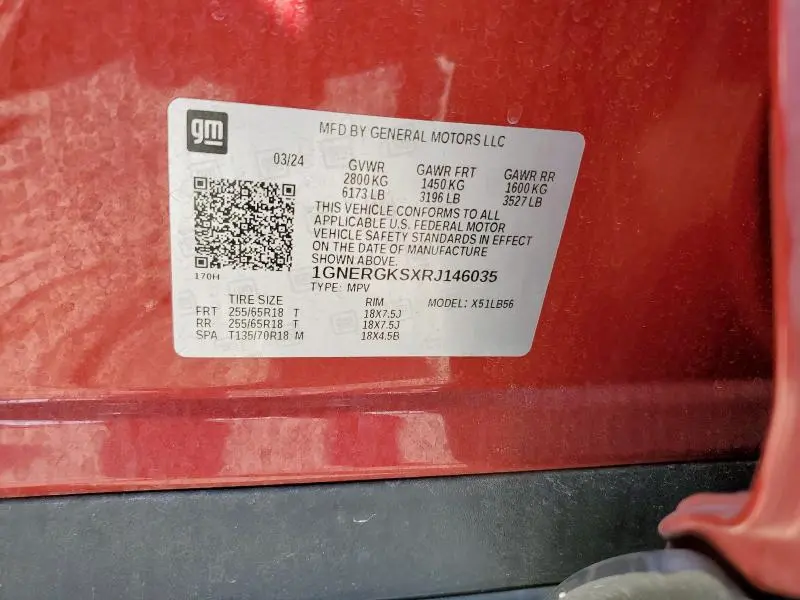 gm
MFD BY GENERAL MOTORS LLC
03/24 GVWR GAWR FRT GAWR RR
2800 KG 1450 KG 1600 KG
6173 LB 3196 LB 3527 LB
THIS VEHICLE CONFORMS TO ALL
APPLICABLE U.S. FEDERAL MOTOR
VEHICLE SAFETY STANDARDS IN EFFECT
ON THE DATE OF MANUFACTURE
SHOWN ABOVE.
170H
1GNERGKSXRJ146035
TYPE: MPV MODEL: X51LB56
TIRE SIZE RIM
FRT 255/65R18 T 18X7.5J
RR 255/65R18 T 18X7.5J
SPA T135/70R18 M 18X4.5B